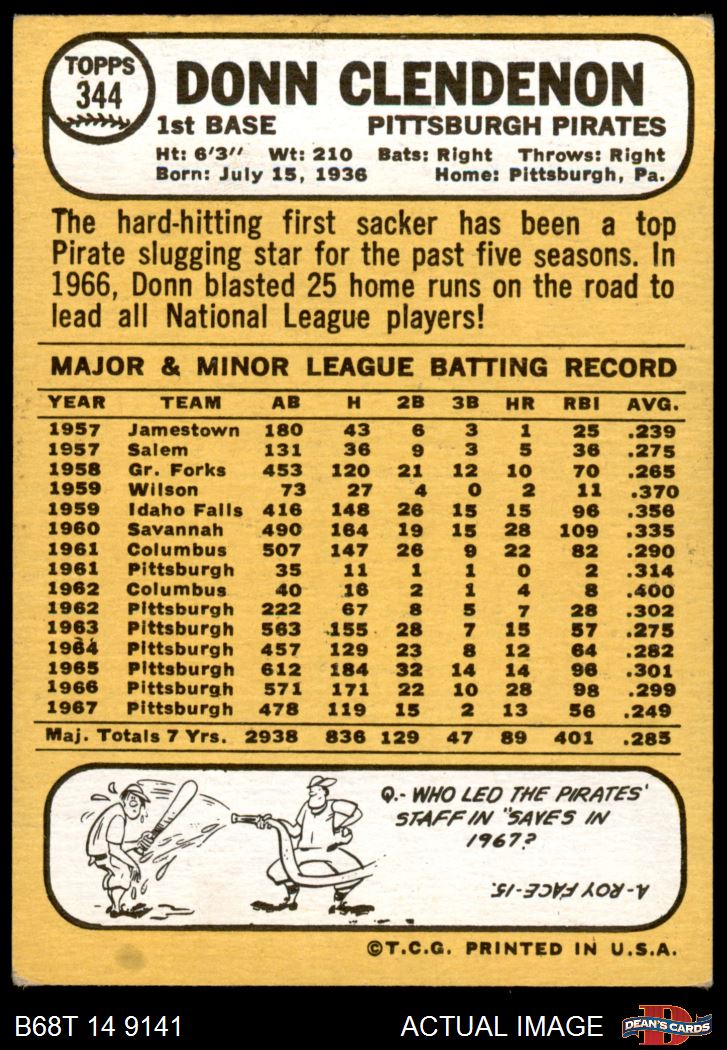 TOPPS
344
DONN CLENDENON
1st BASE PITTSBURGH PIRATES
Ht: 6'3" Wt: 210 Bats: Right Throws: Right
Born: July 15, 1936 Home: Pittsburgh, Pa.
The hard-hitting first sacker has been a top
Pirate slugging star for the past five seasons. In
1966, Donn blasted 25 home runs on the road to
lead all National League players!
MAJOR & MINOR LEAGUE BATTING RECORD
YEAR TEAM AB H 2B 3B HR RBI AVG.
1957 Jamestown 180 43 6 3 1 25 .239
1957 Salem 131 36 9 3 5 36 .275
1958 Gr. Forks 453 120 21 12 10 70 .265
1959 Wilson 73 27 4 0 2 11 .370
1959 Idaho Falls 416 148 26 15 15 96 .356
1960 Savannah 490 164 19 15 28 109 .335
1961 Columbus 507 147 26 9 22 82 .290
1961 Pittsburgh 35 11 1 1 0 2 .314
1962 Columbus 40 16 2 1 4 8 .400
1962 Pittsburgh 222 67 8 5 7 28 .302
1963 Pittsburgh 563 155 28 7 15 57 .275
1964 Pittsburgh 457 129 23 8 12 64 .282
1965 Pittsburgh 612 184 32 14 14 96 .301
1966 Pittsburgh 571 171 22 10 28 98 .299
1967 Pittsburgh 478 119 15 2 13 56 .249
Maj. Totals 7 Yrs. 2938 836 129 47 89 401 .285
Q.- WHO LED THE PIRATES'
STAFF IN "SAVES IN
1967?
A- ROY FACE-15.
©T.C.G. PRINTED IN U.S.A.
B68T 14 9141 ACTUAL IMAGE
D
DEAN'S CARDS